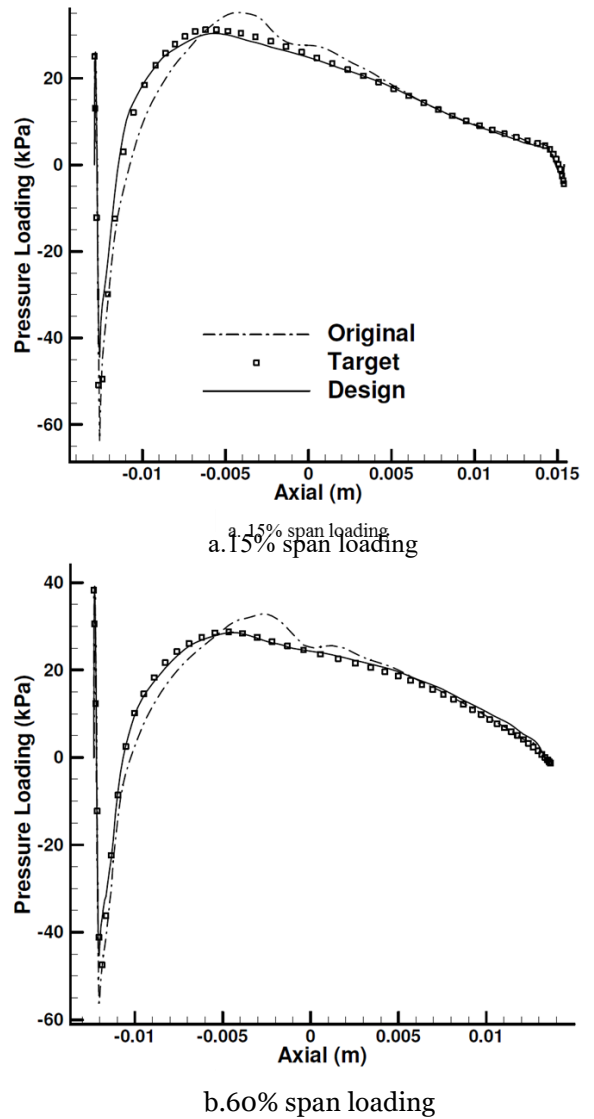 20
0
-20
-40
-60
Pressure Loading (kPa)
Original
Target
Design
-0.01 -0.005 0 0.005 0.01 0.015
Axial (m)
a. 15% span loading
a.15% span loading
40
20
0
-20
-40
-60
Pressure Loading (kPa)
-0.01 -0.005 0 0.005 0.01
Axial (m)
b.60% span loading